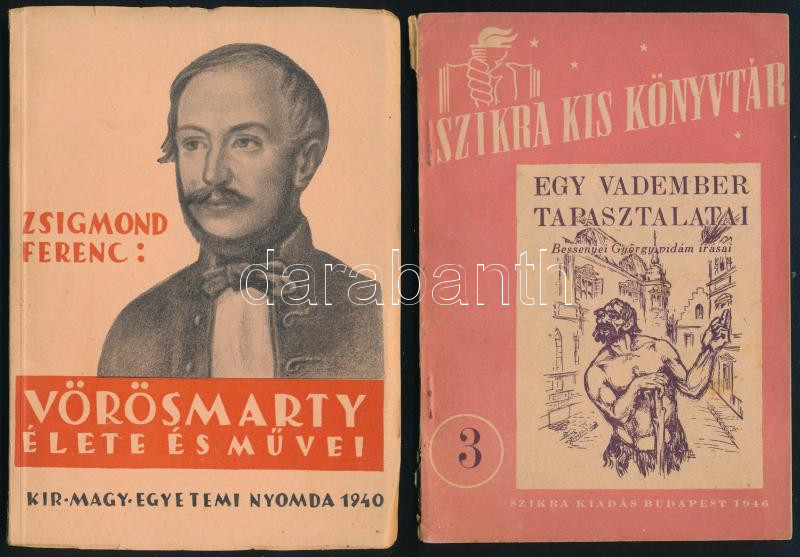 ZSIGMOND
FERENC:
VÖRÖSMARTY
ÉLETE ÉS MŰVEI
KIR·MAGY·EGYETEMI NYOMDA 1940
SZIKRA KIS KÖNYVTÁR
EGY VADEMBER
TAPASZTALATAI
Bessenyei György vidám írásai
3
SZIKRA KIADÁS BUDAPEST 1946
darabanth